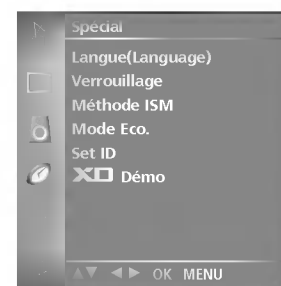 Spécial
Langue(Language)
Verrouillage
Méthode ISM
Mode Eco.
Set ID
XD Démo
▲▼ ◀▶ OK MENU